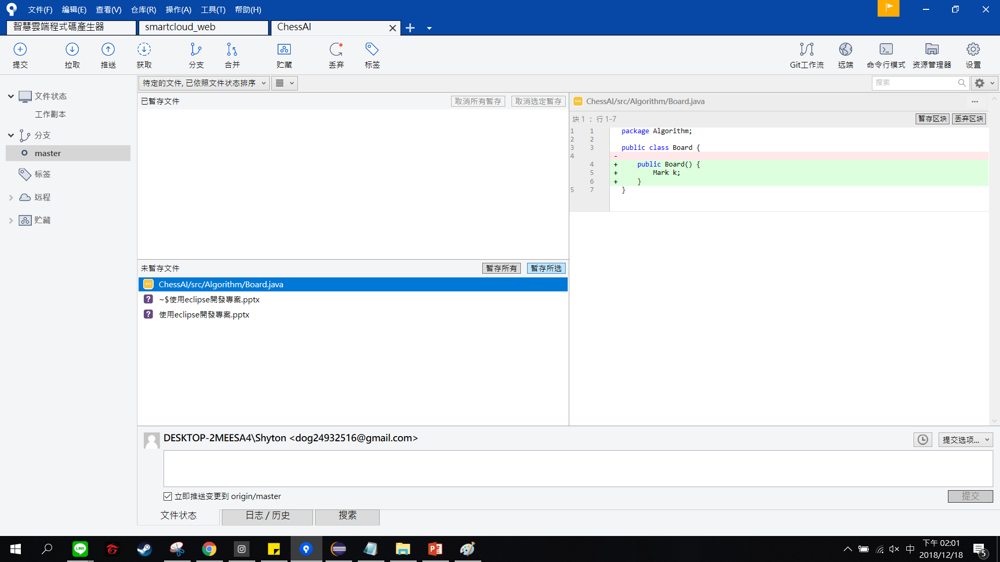 文件(F) 编辑(E) 查看(V) 仓库(R) 操作(A) 工具(T) 帮助(H)
智慧雲端程式碼產生器 smartcloud_web ChessAI
提交 拉取 推送 获取 分支 合并 贮藏 丢弃 标签 Git工作流 远端 命令行模式 资源管理器 设置
待定的文件, 已依照文件状态排序 搜索
文件状态
工作副本
分支
master
标签
远程
贮藏
已暂存文件 取消所有暂存 取消选定暂存
未暂存文件 暂存所有 暂存所选
ChessAI/src/Algorithm/Board.java
? ~$使用eclipse開發專案.pptx
? 使用eclipse開發專案.pptx
ChessAI/src/Algorithm/Board.java
块 1 : 行 1-7 暂存区块 丢弃区块
1 1 package Algorithm;
2 2
3 3 public class Board {
4 -
4 + public Board() {
5 + Mark k;
6 + }
5 7 }
DESKTOP-2MEESA4\Shyton <dog24932516@gmail.com>
提交选项...
立即推送变更到 origin/master 提交
文件状态 日志 / 历史 搜索
LINE
中 下午 02:01
2018/12/18
5